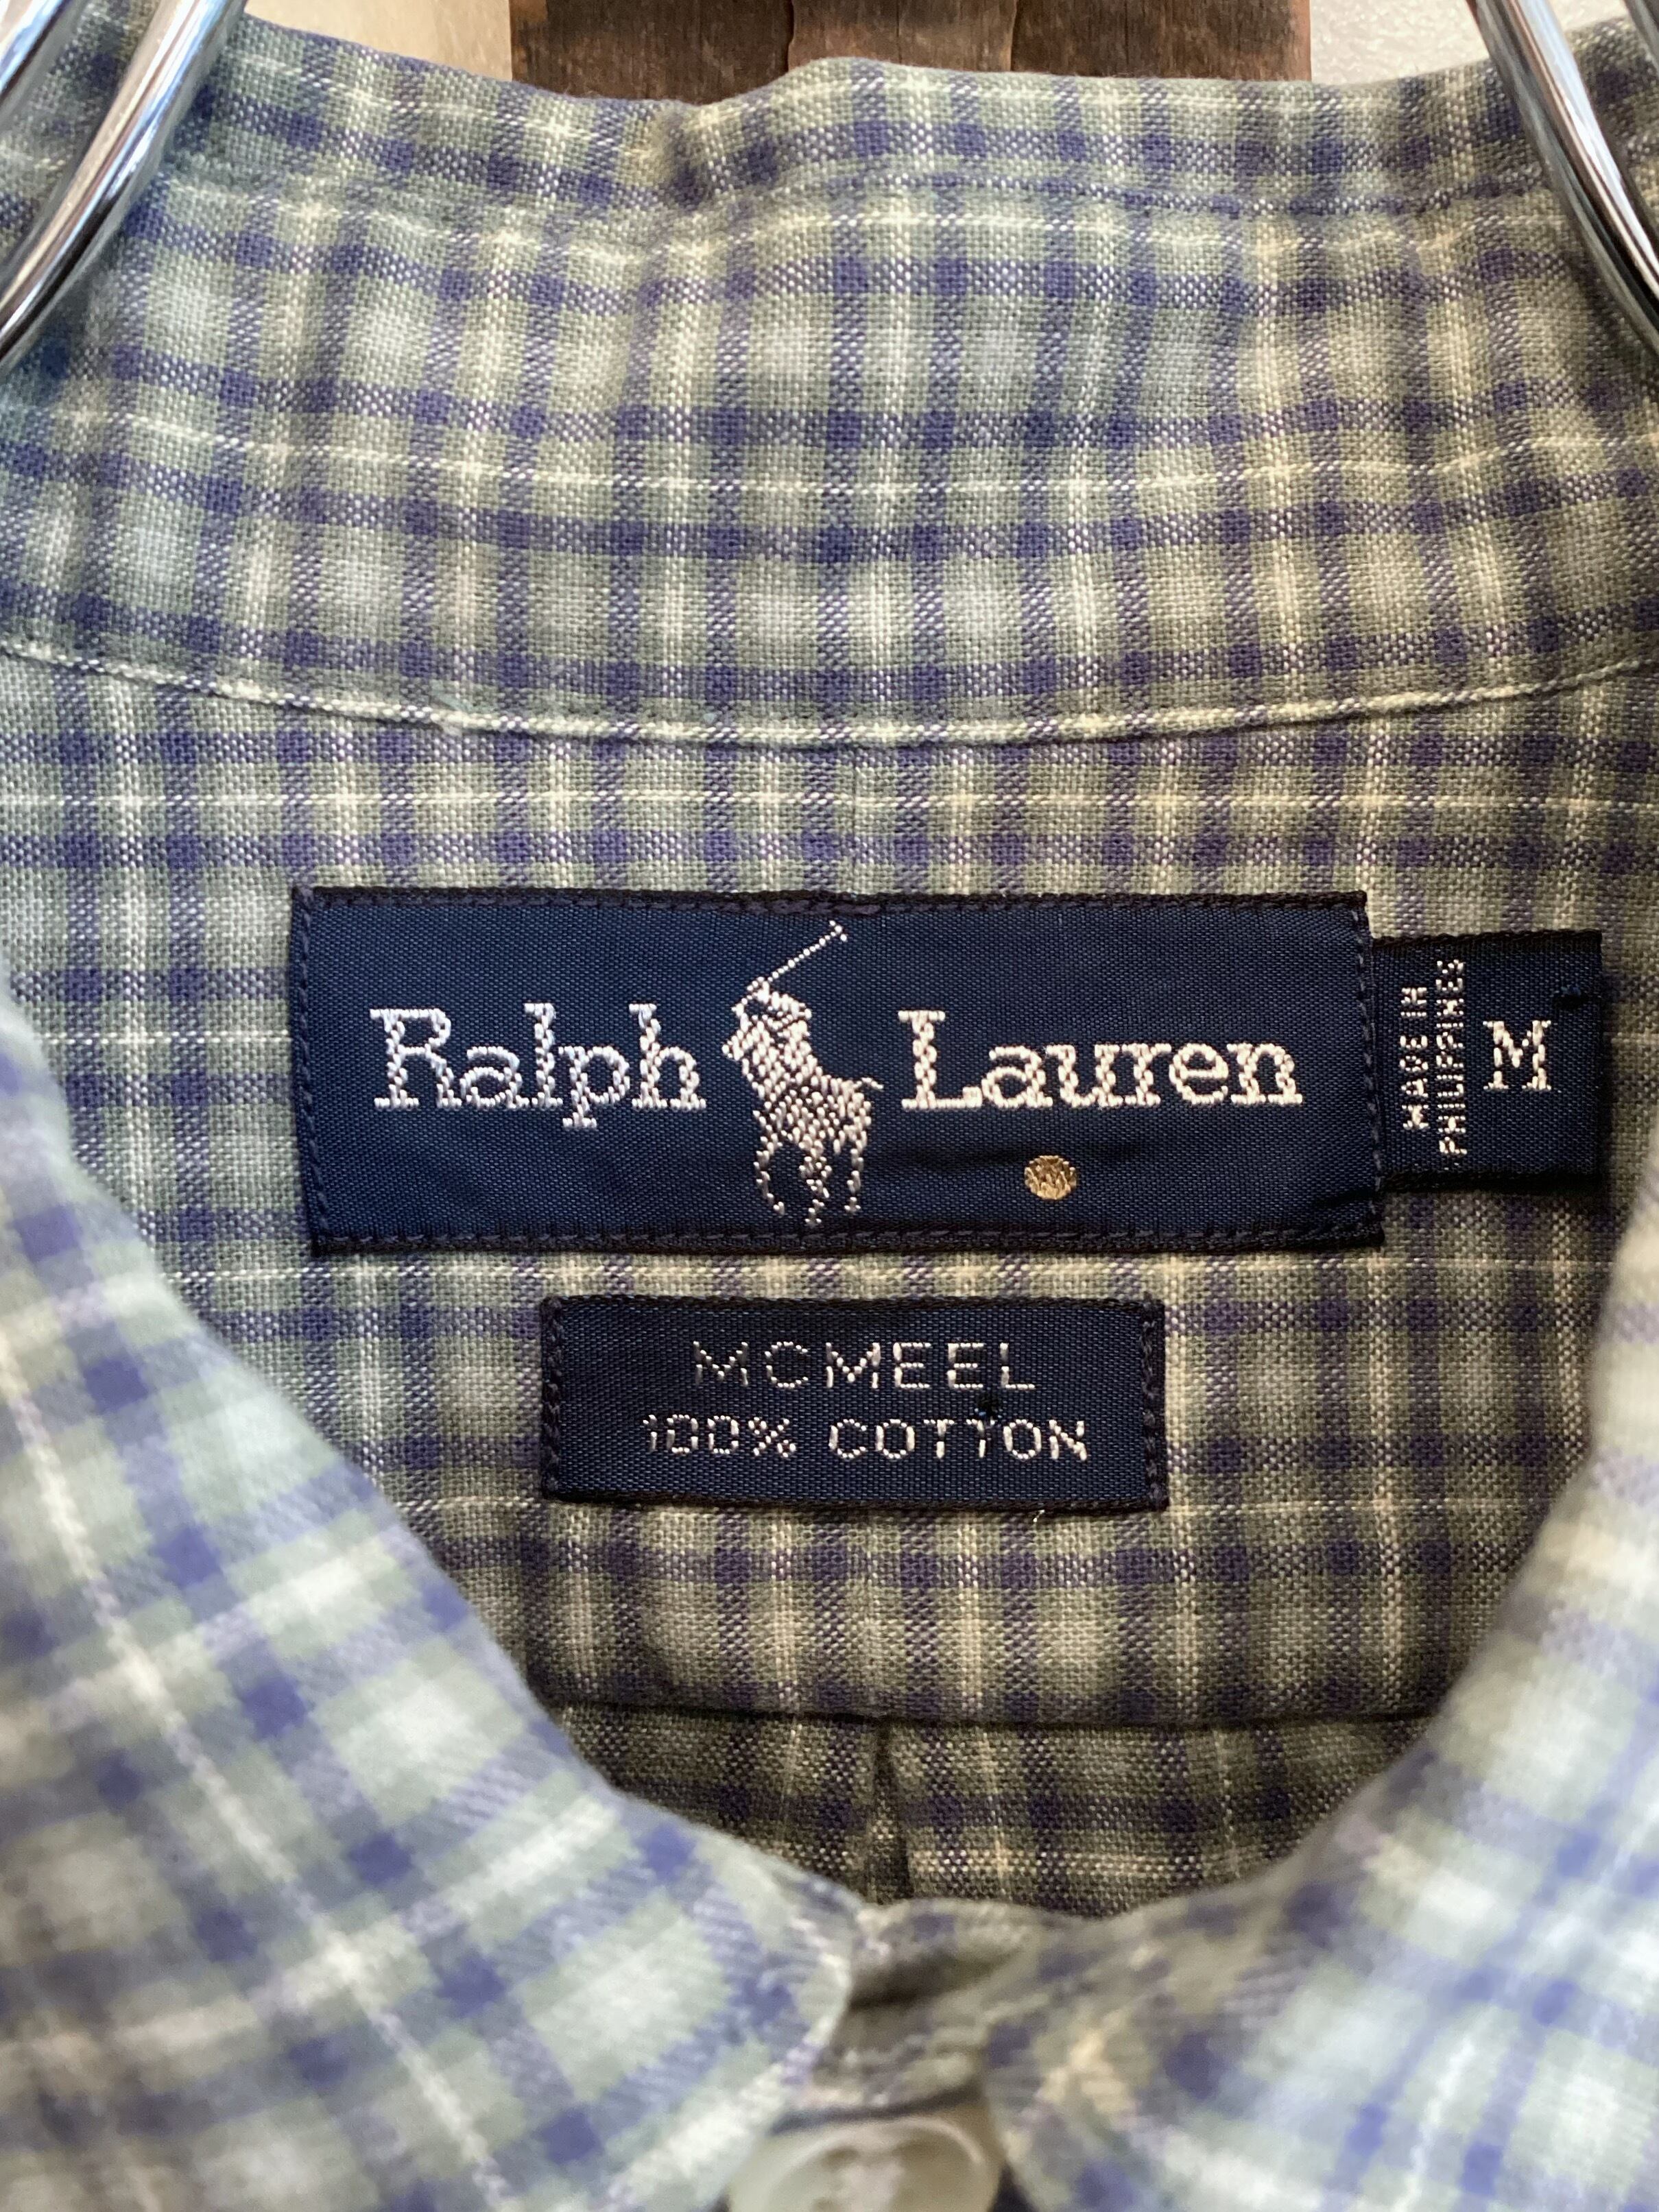 Ralph Lauren
MADE IN
PHILIPPINES
M
MCMEEL
100% COTTON